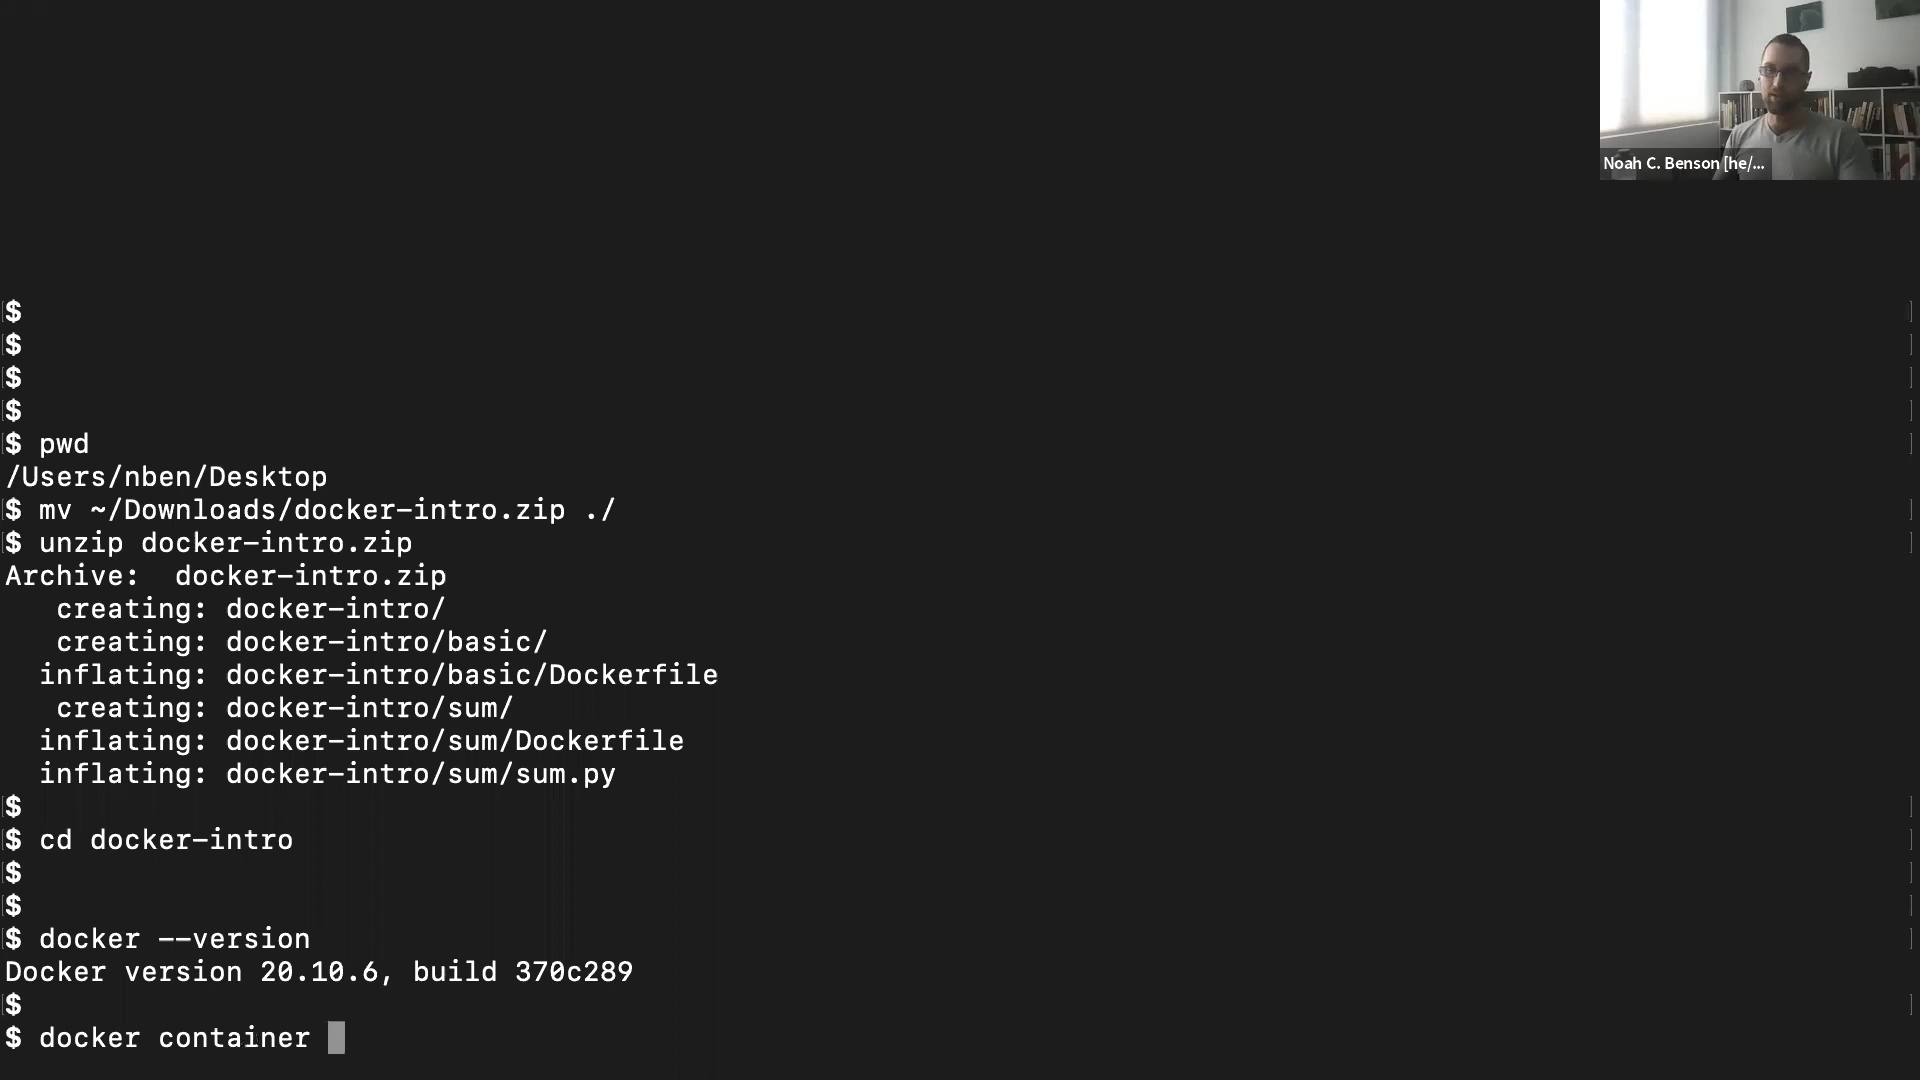 Noah C. Benson [he/...
$
$
$
$
$ pwd
/Users/nben/Desktop
$ mv ~/Downloads/docker-intro.zip ./
$ unzip docker-intro.zip
Archive:  docker-intro.zip
   creating: docker-intro/
   creating: docker-intro/basic/
  inflating: docker-intro/basic/Dockerfile
   creating: docker-intro/sum/
  inflating: docker-intro/sum/Dockerfile
  inflating: docker-intro/sum/sum.py
$
$ cd docker-intro
$
$
$ docker --version
Docker version 20.10.6, build 370c289
$
$ docker container